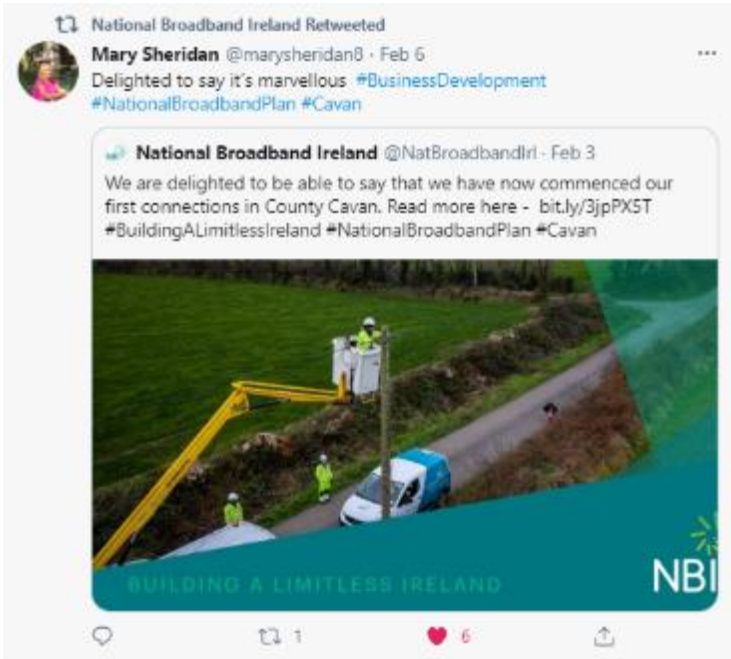 National Broadband Ireland Retweeted
Mary Sheridan @marysheridan8 · Feb 6
Delighted to say it's marvellous #BusinessDevelopment
#NationalBroadbandPlan #Cavan
National Broadband Ireland @NatBroadbandIrl · Feb 3
We are delighted to be able to say that we have now commenced our
first connections in County Cavan. Read more here - bit.ly/3jpPX5T
#BuildingALimitlessIreland #NationalBroadbandPlan #Cavan
BUILDING A LIMITLESS IRELAND
NBI
1 6